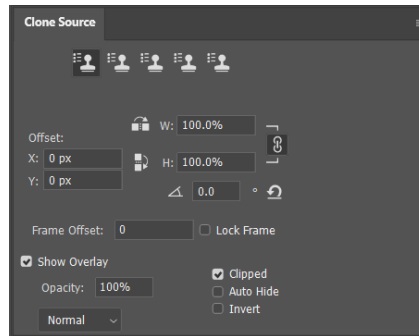 Clone Source
Offset:
W: 100.0%
X: 0 px
H: 100.0%
Y: 0 px
0.0 °
Frame Offset: 0 Lock Frame
Show Overlay
Opacity: 100%
Clipped
Auto Hide
Normal
Invert